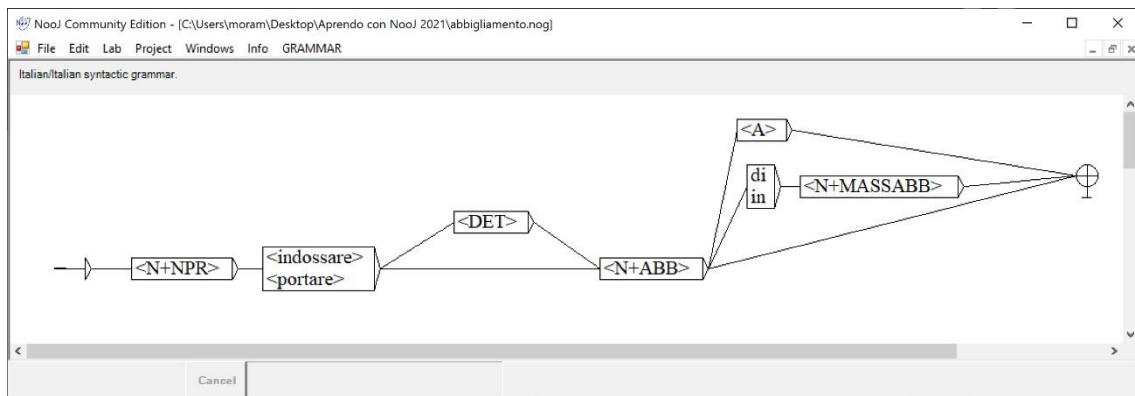 NooJ Community Edition - [C:\Users\moram\Desktop\Aprendo con NooJ 2021\abbigliamento.nog]
File Edit Lab Project Windows Info GRAMMAR
Italian/Italian syntactic grammar.
<A>
di
in
<N+MASSABB>
<DET>
<N+NPR>
<indossare>
<portare>
<N+ABB>
Cancel